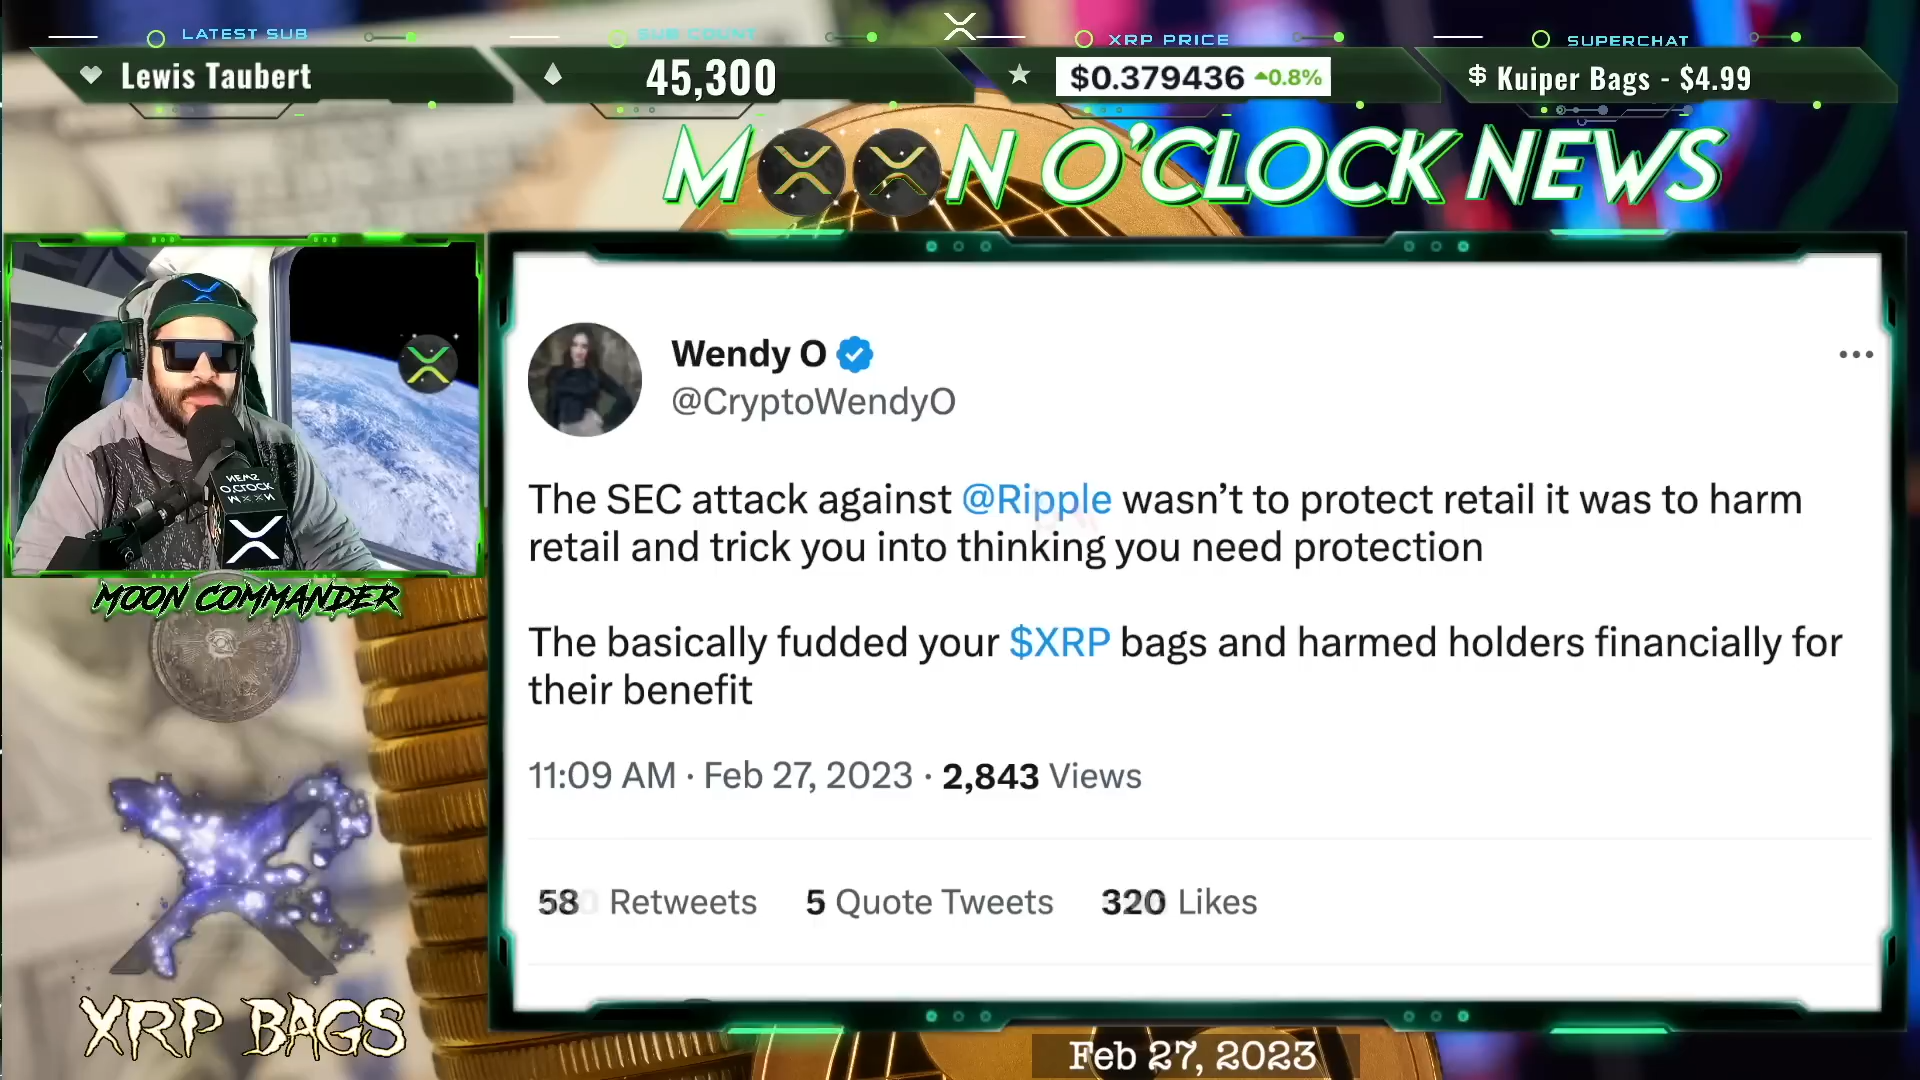 LATEST SUB
Lewis Taubert
SUB COUNT
45,300
XRP PRICE
$0.379436 0.8%
SUPERCHAT
Kuiper Bags - $4.99
M N O'CLOCK NEWS
NEWS
O.CLOCK
MOON COMMANDER
Wendy O
@CryptoWendyO
The SEC attack against @Ripple wasn’t to protect retail it was to harm
retail and trick you into thinking you need protection
The basically fudded your $XRP bags and harmed holders financially for
their benefit
11:09 AM · Feb 27, 2023 · 2,843 Views
58 Retweets 5 Quote Tweets 320 Likes
XRP BAGS
Feb 27, 2023